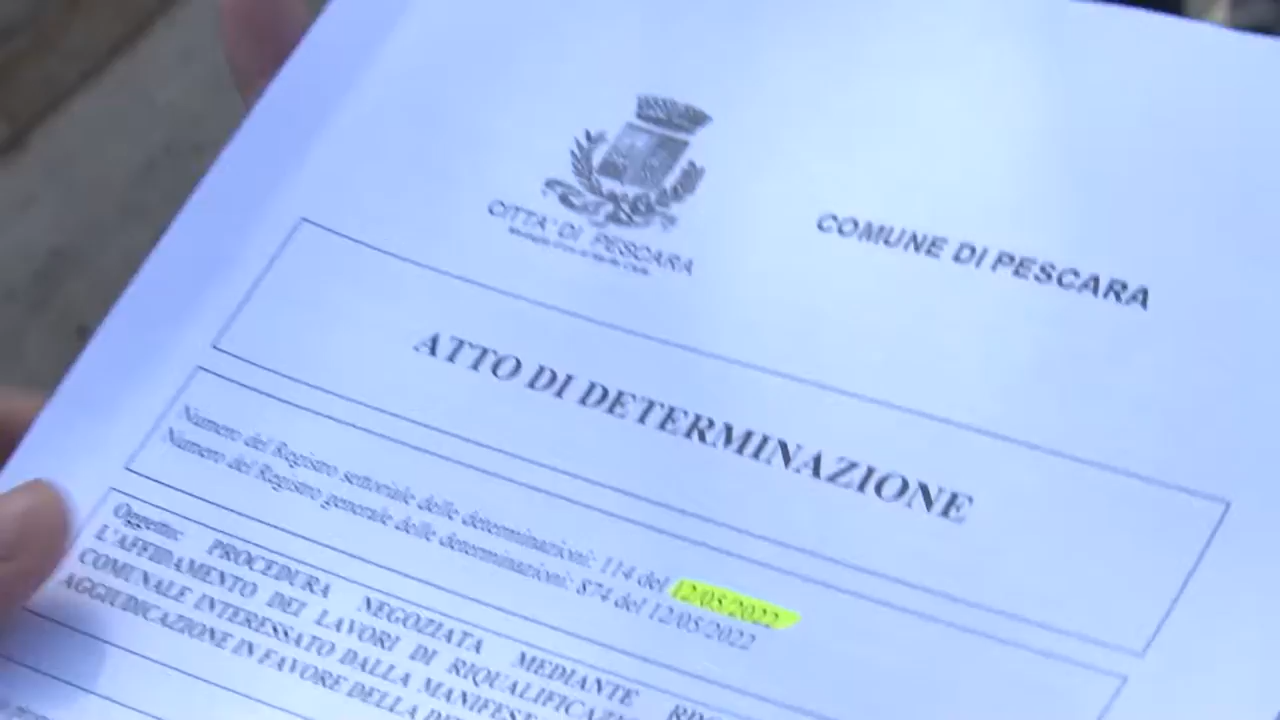 CITTA' DI PESCARA
COMUNE DI PESCARA
ATTO DI DETERMINAZIONE
Numero del Registro settoriale delle determinazioni: 114 del 12/05/2022
Numero del Registro generale delle determinazioni: 874 del 12/05/2022
Oggetto: PROCEDURA NEGOZIATA MEDIANTE
L'AFFIDAMENTO DEI LAVORI DI
COMUNALE INTERESSATO DALLA
AGGIUDICAZIONE IN FAVORE DELLA